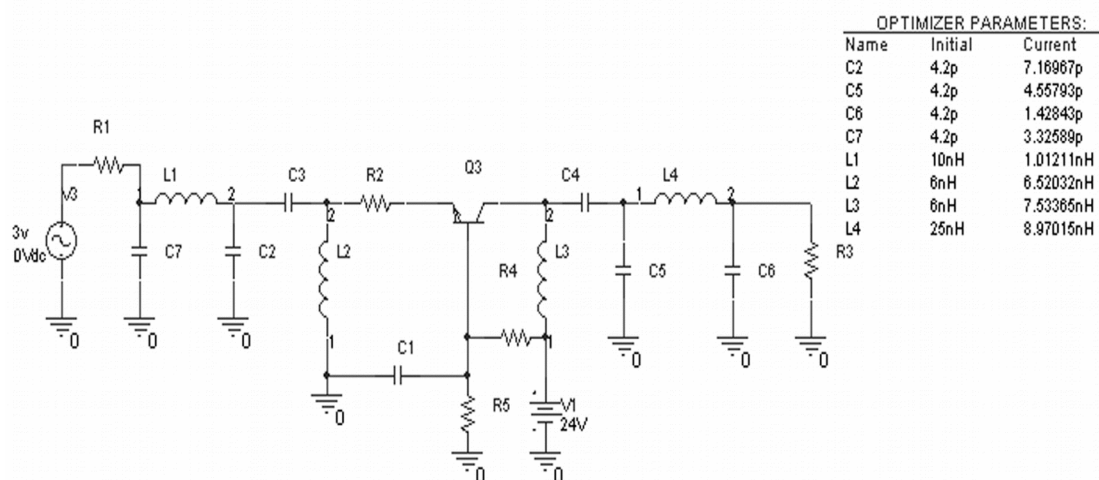 OPTIMIZER PARAMETERS:
Name Initial Current
C2 4.2p 7.16967p
C5 4.2p 4.55793p
C6 4.2p 1.42843p
C7 4.2p 3.32589p
L1 10nH 1.01211nH
L2 6nH 6.52032nH
L3 6nH 7.53365nH
L4 25nH 8.97015nH
R1
L1
C3
R2
Q3
C4
L4
1
2
2
2
1
2
V3
3v
0Vdc
C7
C2
L2
R4
L3
C5
C6
R3
0
0
0
1
C1
1
0
0
0
0
R5
V1
24V
0
0